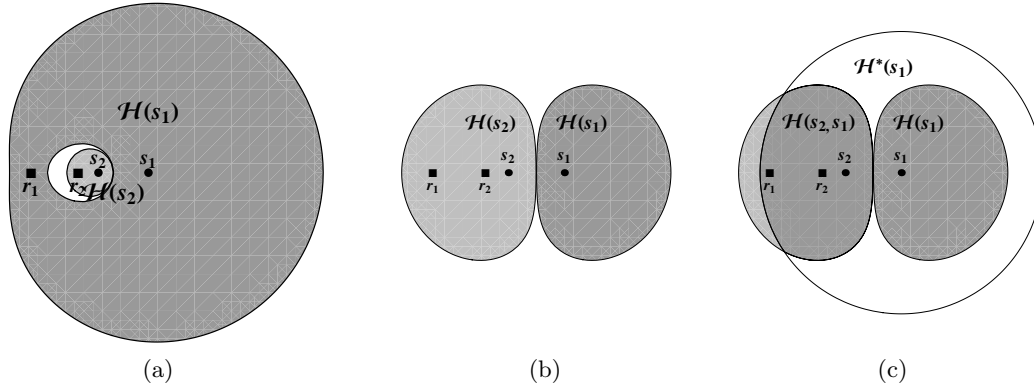 H(s1)
s2
s1
r1
r2
H(s2)
(a)
H(s2)
H(s1)
s2
s1
r1
r2
(b)
H*(s1)
H(s2, s1)
H(s1)
s2
s1
r1
r2
(c)